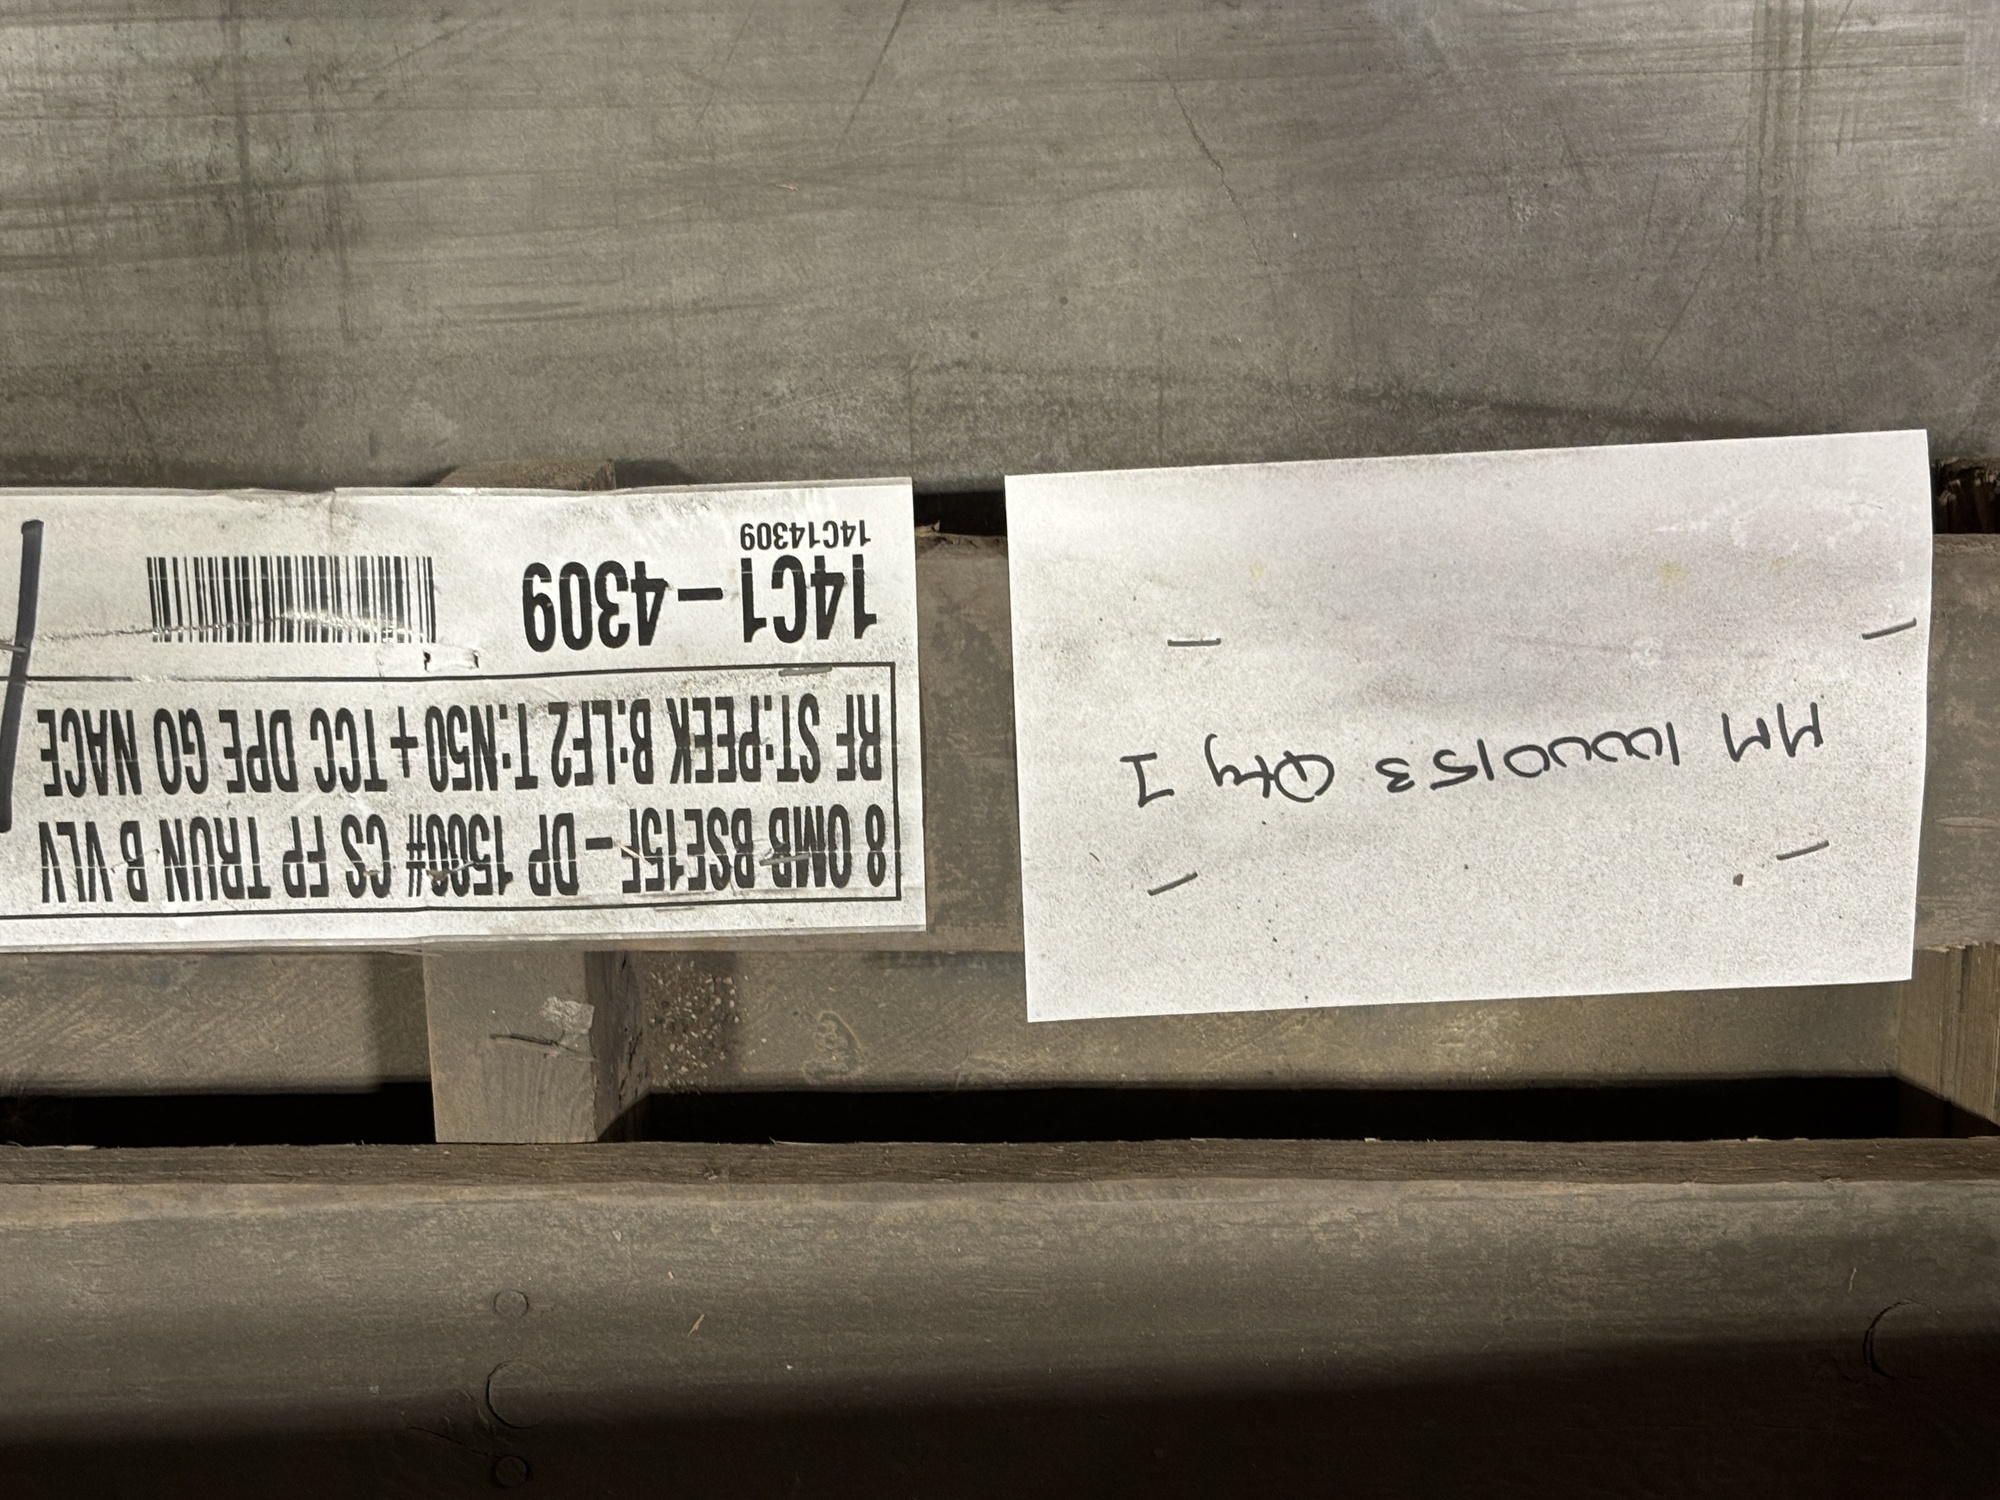 MM 10000153 Qty 1
8 OMB BSE15F-DP 1500# CS FP TRUN B VLV
RF ST:PEEK B:LF2 T:N50+TCC DPE GO NACE
14C1-4309
14C14309